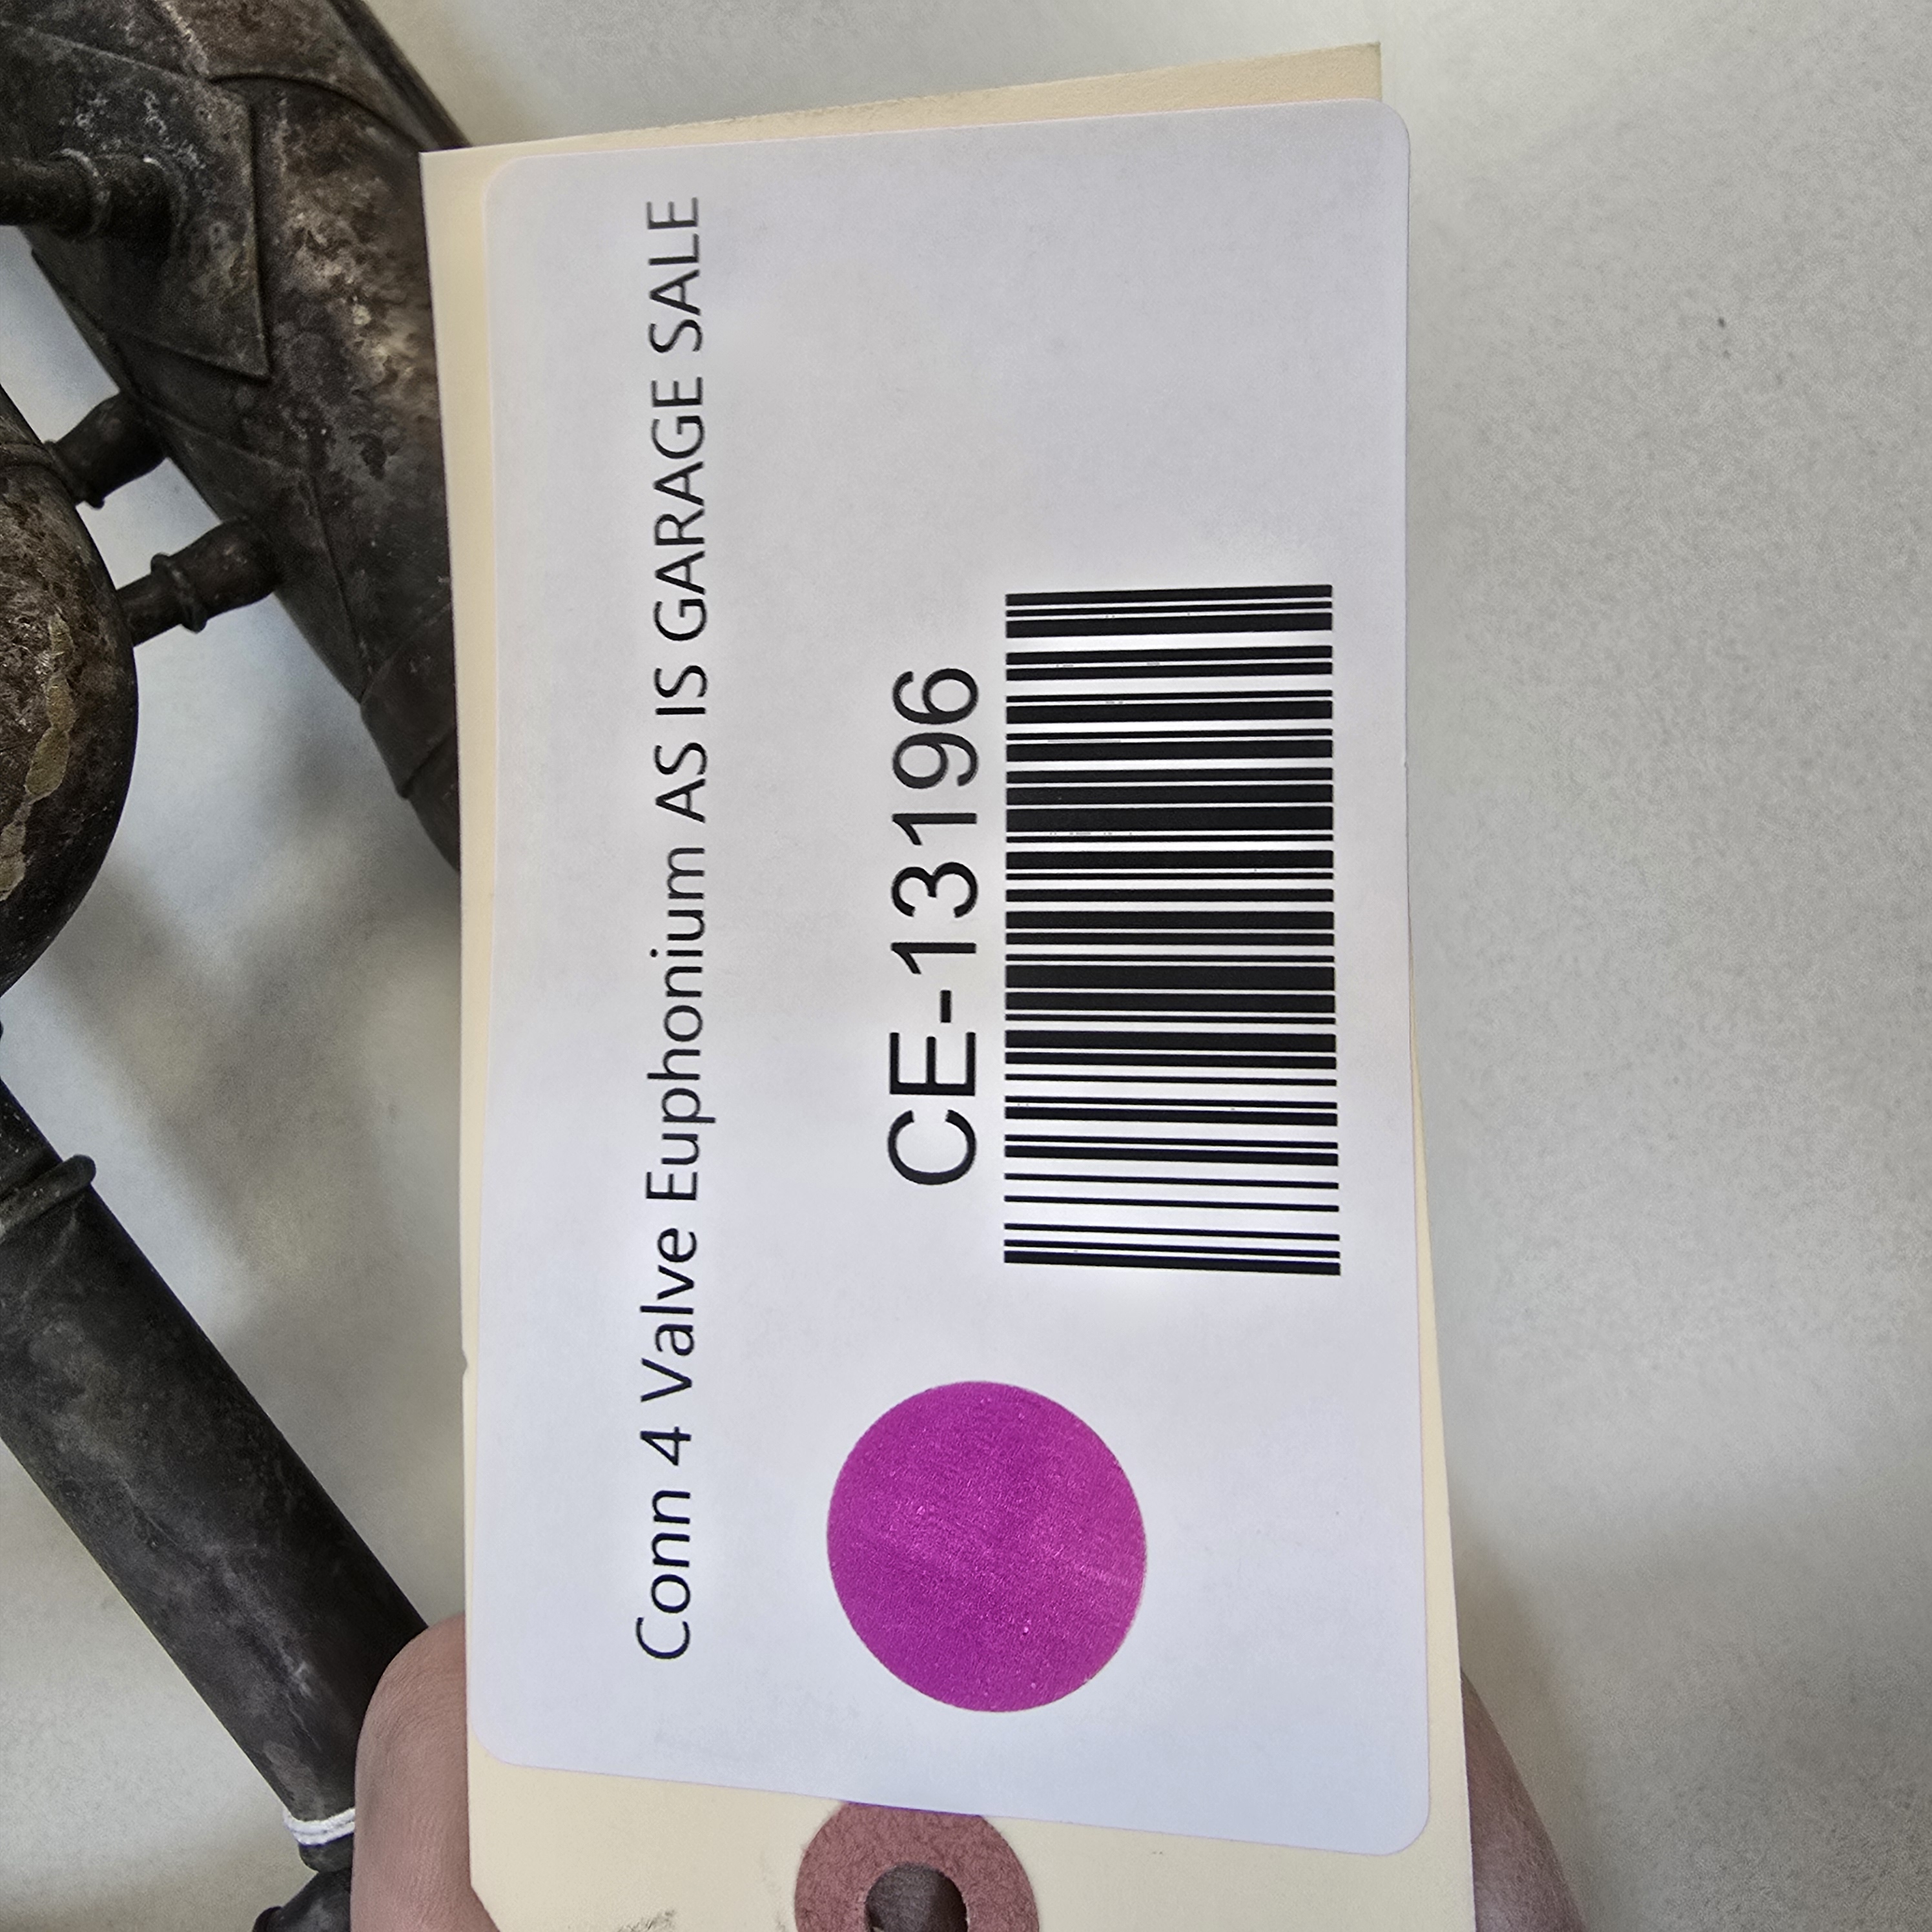 Conn 4 Valve Euphonium AS IS GARAGE SALE
CE-13196